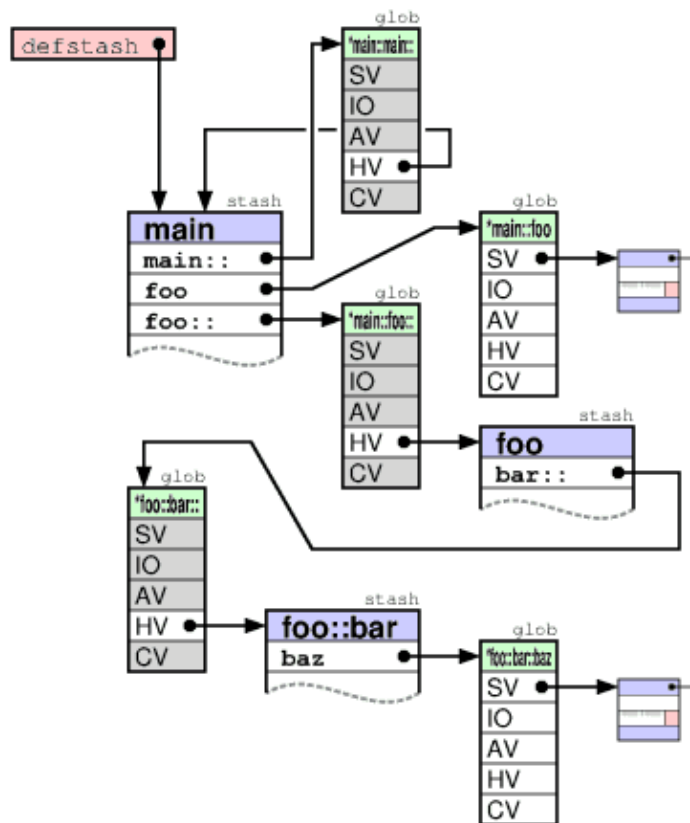 glob
defstash
*main::main::
SV
IO
AV
HV
CV
stash
main
main::
foo
foo::
glob
*main::foo
SV
IO
AV
HV
CV
glob
*main::foo::
SV
IO
AV
HV
CV
stash
foo
bar::
glob
*foo::bar::
SV
IO
AV
HV
CV
stash
foo::bar
baz
glob
*foo::bar::baz
SV
IO
AV
HV
CV